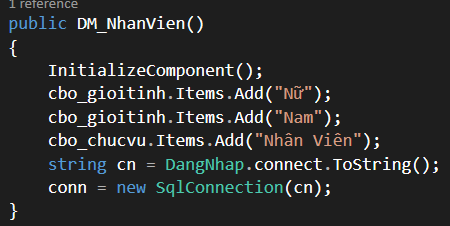 1 reference
public DM_NhanVien()
{
InitializeComponent();
cbo_gioitinh.Items.Add("Nữ");
cbo_gioitinh.Items.Add("Nam");
cbo_chucvu.Items.Add("Nhân Viên");
string cn = DangNhap.connect.ToString();
conn = new SqlConnection(cn);
}